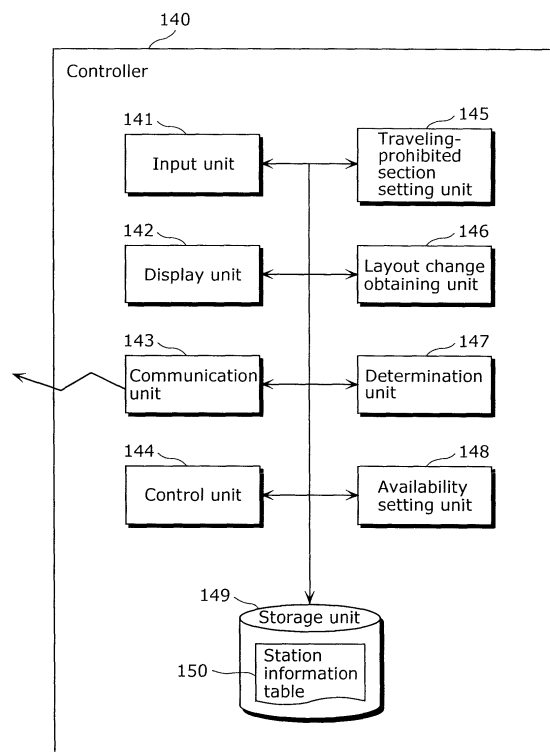 140
Controller
141
Input unit
145
Traveling-
prohibited
section
setting unit
142
Display unit
146
Layout change
obtaining unit
143
Communication
unit
147
Determination
unit
144
Control unit
148
Availability
setting unit
149
Storage unit
150
Station
information
table